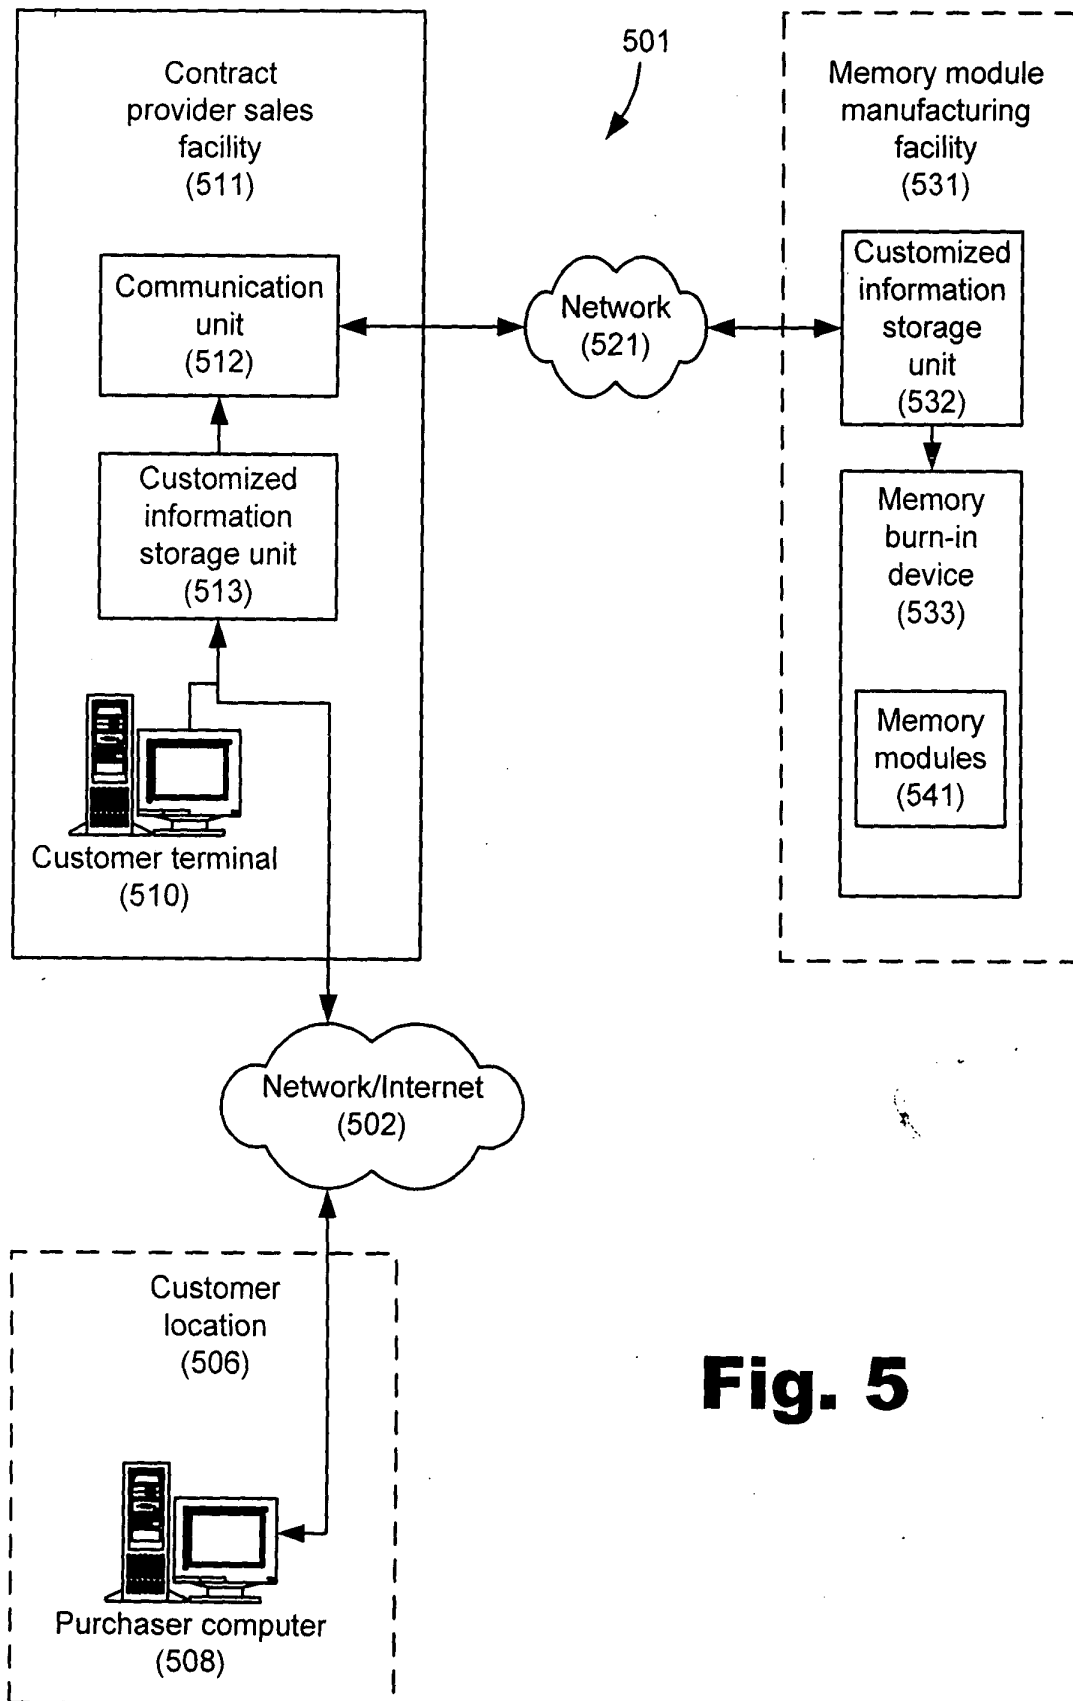 501
Contract
provider sales
facility
(511)
Memory module
manufacturing
facility
(531)
Communication
unit
(512)
Network
(521)
Customized
information
storage
unit
(532)
Customized
information
storage unit
(513)
Memory
burn-in
device
(533)
Memory
modules
(541)
Customer terminal
(510)
Network/Internet
(502)
Customer
location
(506)
Fig. 5
Purchaser computer
(508)